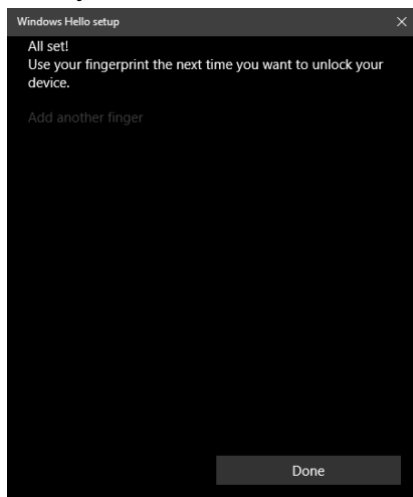 Windows Hello setup
All set!
Use your fingerprint the next time you want to unlock your
device.
Add another finger
Done